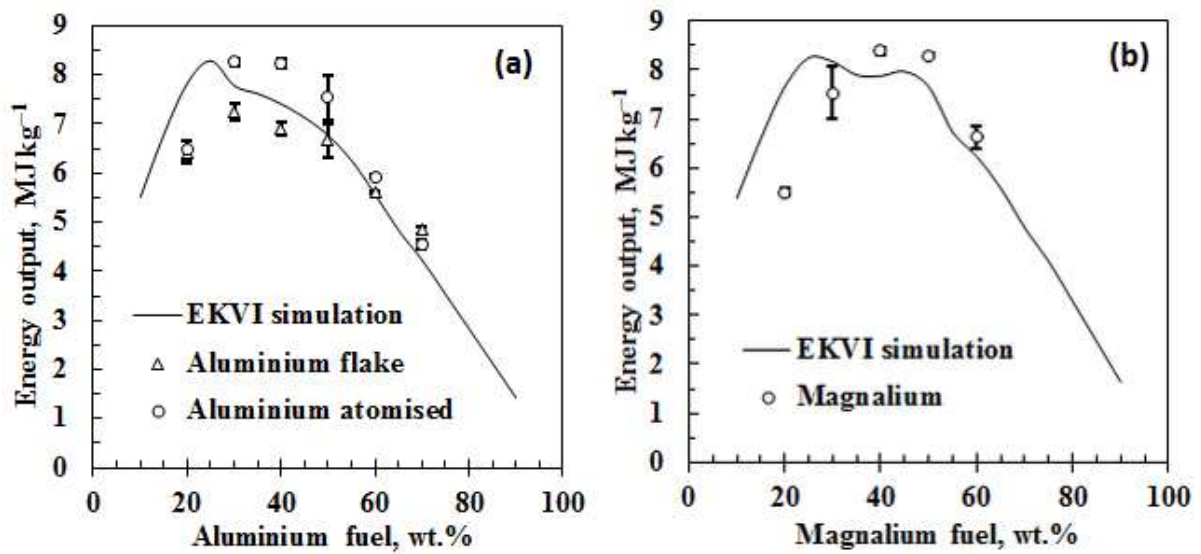 9
8
7
6
5
4
3
2
1
0
Energy output, MJ kg⁻¹
(a)
EKVI simulation
Aluminium flake
Aluminium atomised
0 20 40 60 80 100
Aluminium fuel, wt.%
9
8
7
6
5
4
3
2
1
0
Energy output, MJ kg⁻¹
(b)
EKVI simulation
Magnalium
0 20 40 60 80 100
Magnalium fuel, wt.%